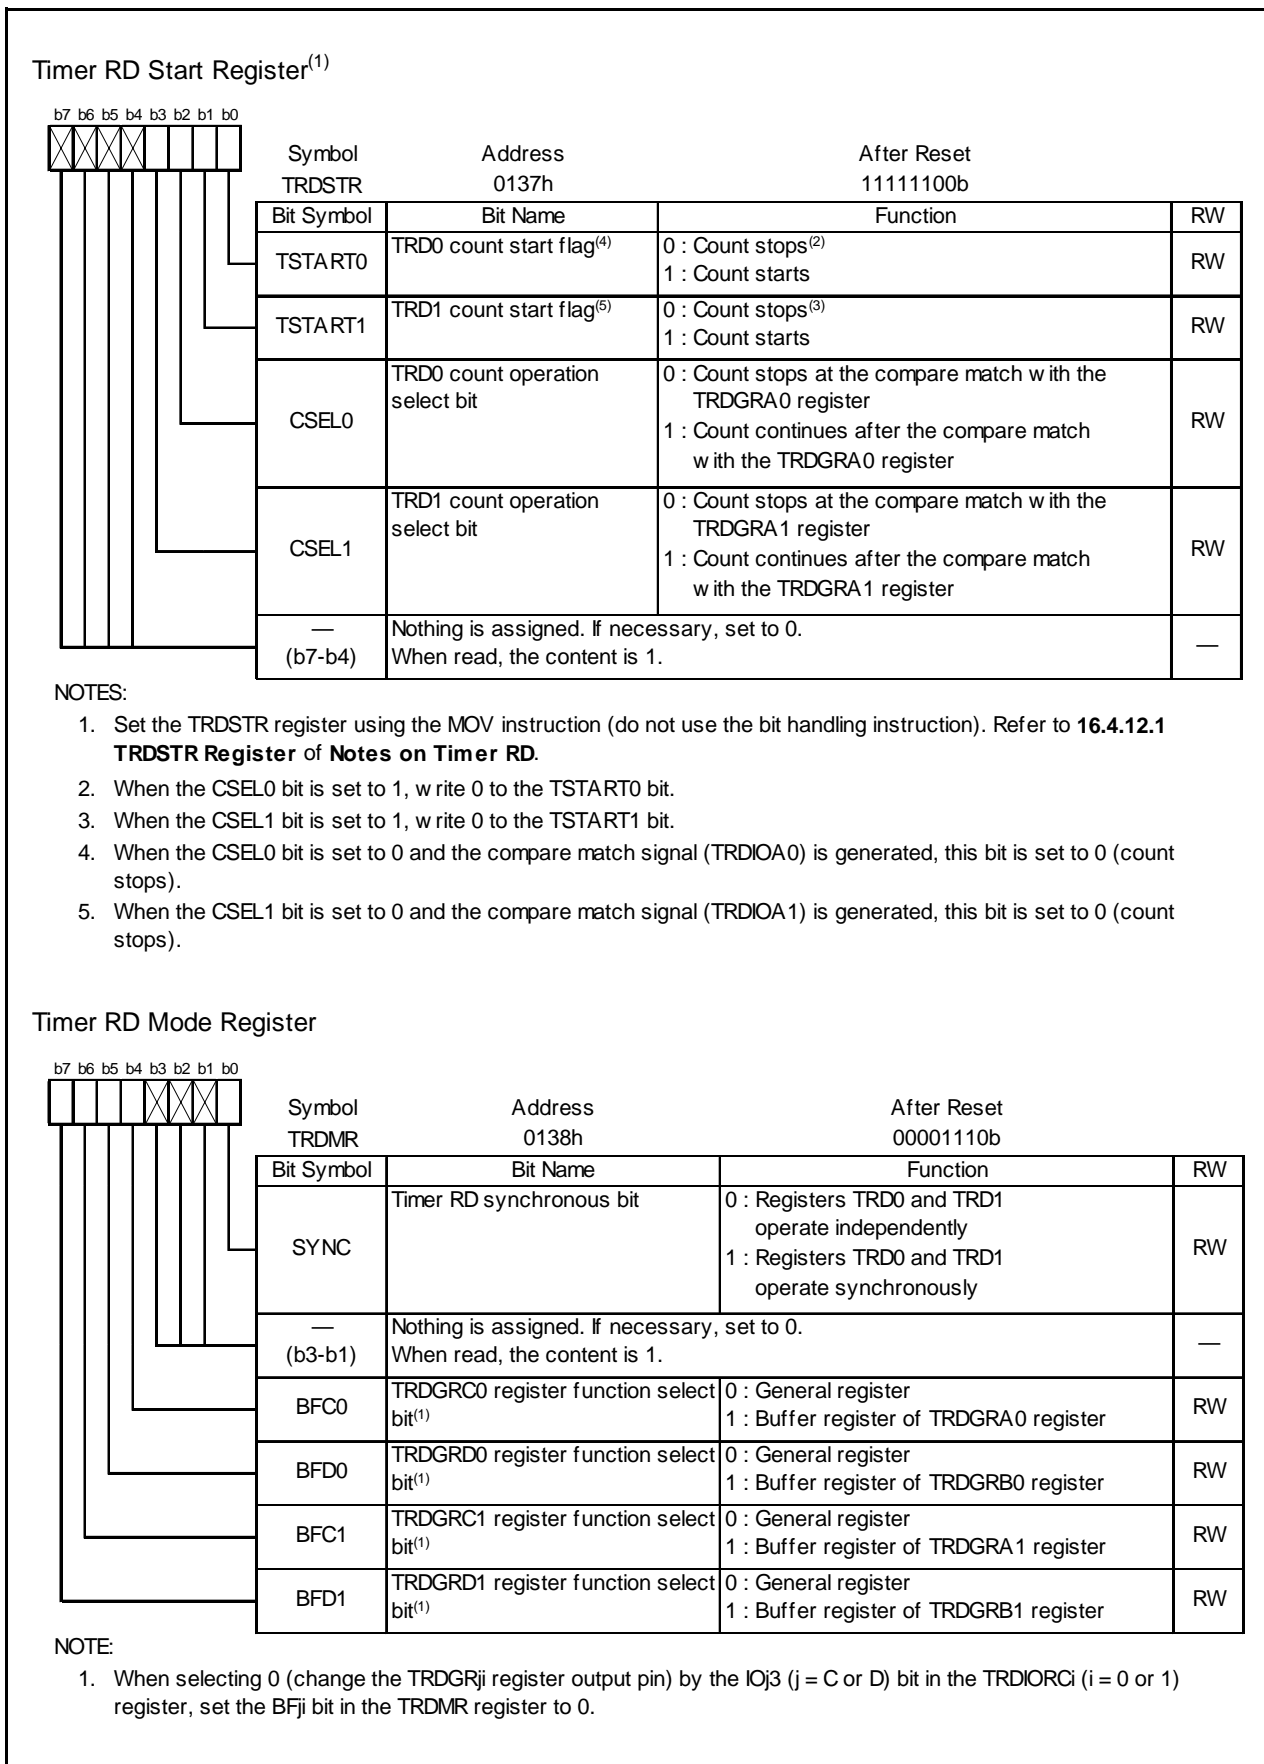 Timer RD Start Register(1)
b7 b6 b5 b4 b3 b2 b1 b0
Symbol Address After Reset
TRDSTR 0137h 11111100b
Bit Symbol Bit Name Function RW
TSTART0 TRD0 count start flag(4) 0 : Count stops(2) RW
1 : Count starts
TSTART1 TRD1 count start flag(5) 0 : Count stops(3) RW
1 : Count starts
CSEL0 TRD0 count operation select bit 0 : Count stops at the compare match with the RW
TRDGRA0 register
1 : Count continues after the compare match
with the TRDGRA0 register
CSEL1 TRD1 count operation select bit 0 : Count stops at the compare match with the RW
TRDGRA1 register
1 : Count continues after the compare match
with the TRDGRA1 register
— Nothing is assigned. If necessary, set to 0. —
(b7-b4) When read, the content is 1.
NOTES:
1. Set the TRDSTR register using the MOV instruction (do not use the bit handling instruction). Refer to 16.4.12.1
TRDSTR Register of Notes on Timer RD.
2. When the CSEL0 bit is set to 1, write 0 to the TSTART0 bit.
3. When the CSEL1 bit is set to 1, write 0 to the TSTART1 bit.
4. When the CSEL0 bit is set to 0 and the compare match signal (TRDIOA0) is generated, this bit is set to 0 (count
stops).
5. When the CSEL1 bit is set to 0 and the compare match signal (TRDIOA1) is generated, this bit is set to 0 (count
stops).
Timer RD Mode Register
b7 b6 b5 b4 b3 b2 b1 b0
Symbol Address After Reset
TRDMR 0138h 00001110b
Bit Symbol Bit Name Function RW
SYNC Timer RD synchronous bit 0 : Registers TRD0 and TRD1 RW
operate independently
1 : Registers TRD0 and TRD1
operate synchronously
— Nothing is assigned. If necessary, set to 0. —
(b3-b1) When read, the content is 1.
BFC0 TRDGRC0 register function select bit(1) 0 : General register RW
1 : Buffer register of TRDGRA0 register
BFD0 TRDGRD0 register function select bit(1) 0 : General register RW
1 : Buffer register of TRDGRB0 register
BFC1 TRDGRC1 register function select bit(1) 0 : General register RW
1 : Buffer register of TRDGRA1 register
BFD1 TRDGRD1 register function select bit(1) 0 : General register RW
1 : Buffer register of TRDGRB1 register
NOTE:
1. When selecting 0 (change the TRDGRji register output pin) by the IOj3 (j = C or D) bit in the TRDIORCi (i = 0 or 1)
register, set the BFji bit in the TRDMR register to 0.